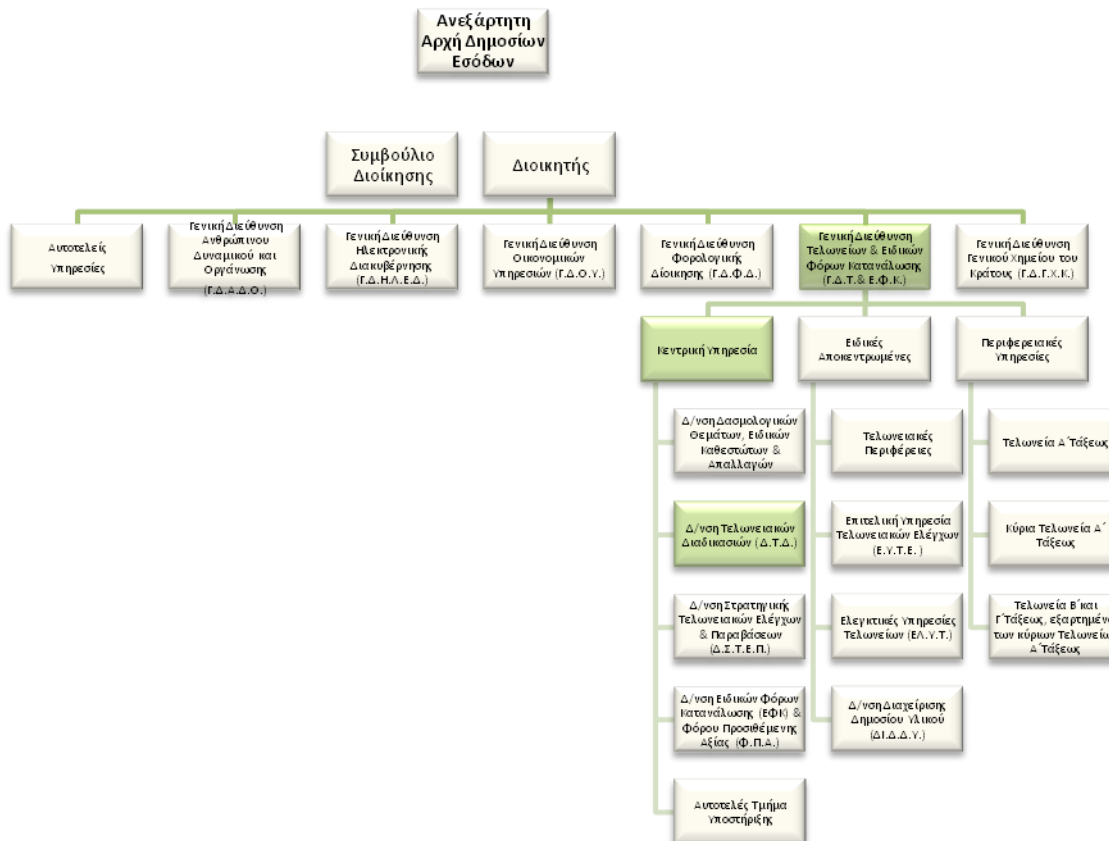 Ανεξάρτητη
Αρχή Δημοσίων
Εσόδων
Συμβούλιο
Διοίκησης
Διοικητής
Αυτοτελείς
Υπηρεσίες
Γενική Διεύθυνση
Ανθρώπινου
Δυναμικού και
Οργάνωσης
(Γ.Δ.Α.Δ.Ο.)
Γενική Διεύθυνση
Ηλεκτρονικής
Διακυβέρνησης
(Γ.Δ.Η.Λ.Ε.Δ.)
Γενική Διεύθυνση
Οικονομικών
Υπηρεσιών (Γ.Δ.Ο.Υ.)
Γενική Διεύθυνση
Φορολογικής
Δίοικησης (Γ.Δ.Φ.Δ.)
Γενική Διεύθυνση
Τελωνείων & Ειδικών
Φόρων Κατανάλωσης
(Γ.Δ.Τ.& Ε.Φ.Κ.)
Γενική Διεύθυνση
Γενικού Χημείου του
Κράτους (Γ.Δ.Γ.Χ.Κ.)
Κεντρική Υπηρεσία
Ειδικές
Αποκεντρωμένες
Περιφερειακές
Υπηρεσίες
Δ/νση Δασμολογικών
Θεμάτων, Ειδικών
Καθεστώτων &
Απαλλαγών
Τελωνειακές
Περιφέρειες
Τελωνεία Α΄Τάξεως
Δ/νση Τελωνειακών
Διαδικασιών (Δ.Τ.Δ.)
Επιτελική Υπηρεσία
Τελωνειακών Ελέγχων
(Ε.Υ.Τ.Ε. )
Κύρια Τελωνεία Α΄
Τάξεως
Δ/νση Στρατηγικής
Τελωνειακών Ελέγχων
& Παραβάσεων
(Δ.Σ.Τ.Ε.Π.)
Ελεγκτικές Υπηρεσίες
Τελωνείων (ΕΛ.Υ.Τ.)
Τελωνεία Β΄και
Γ΄Τάξεως, εξαρτημένα
των κύριων Τελωνείων
Α΄Τάξεως
Δ/νση Ειδικών Φόρων
Κατανάλωσης (ΕΦΚ) &
Φόρου Προσιθέμενης
Αξίας (Φ.Π.Α.)
Δ/νση Διαχείρισης
Δημοσίου Υλικού
(ΔΙ.Δ.Δ.Υ.)
Αυτοτελές Τμήμα
Υποστήριξης